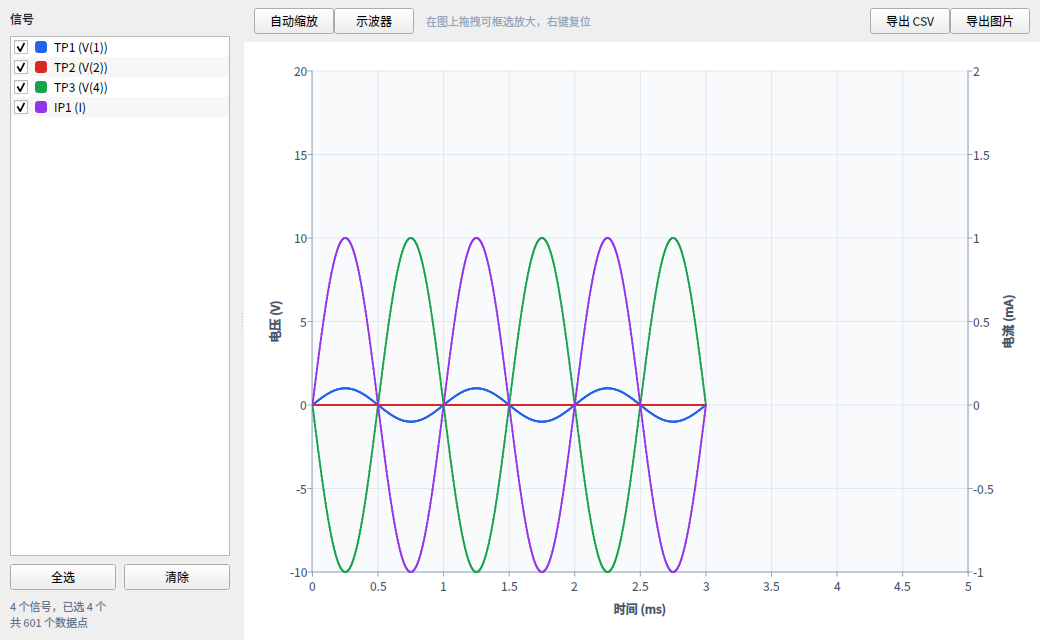 信号
TP1 (V(1))
TP2 (V(2))
TP3 (V(4))
IP1 (I)
全选
清除
4 个信号，已选 4 个
共 601 个数据点
自动缩放
示波器
在图上拖拽可框选放大，右键复位
导出 CSV
导出图片
20
15
10
5
0
-5
-10
电压 (V)
2
1.5
1
0.5
0
-0.5
-1
电流 (mA)
0
0.5
1
1.5
2
2.5
3
3.5
4
4.5
5
时间 (ms)